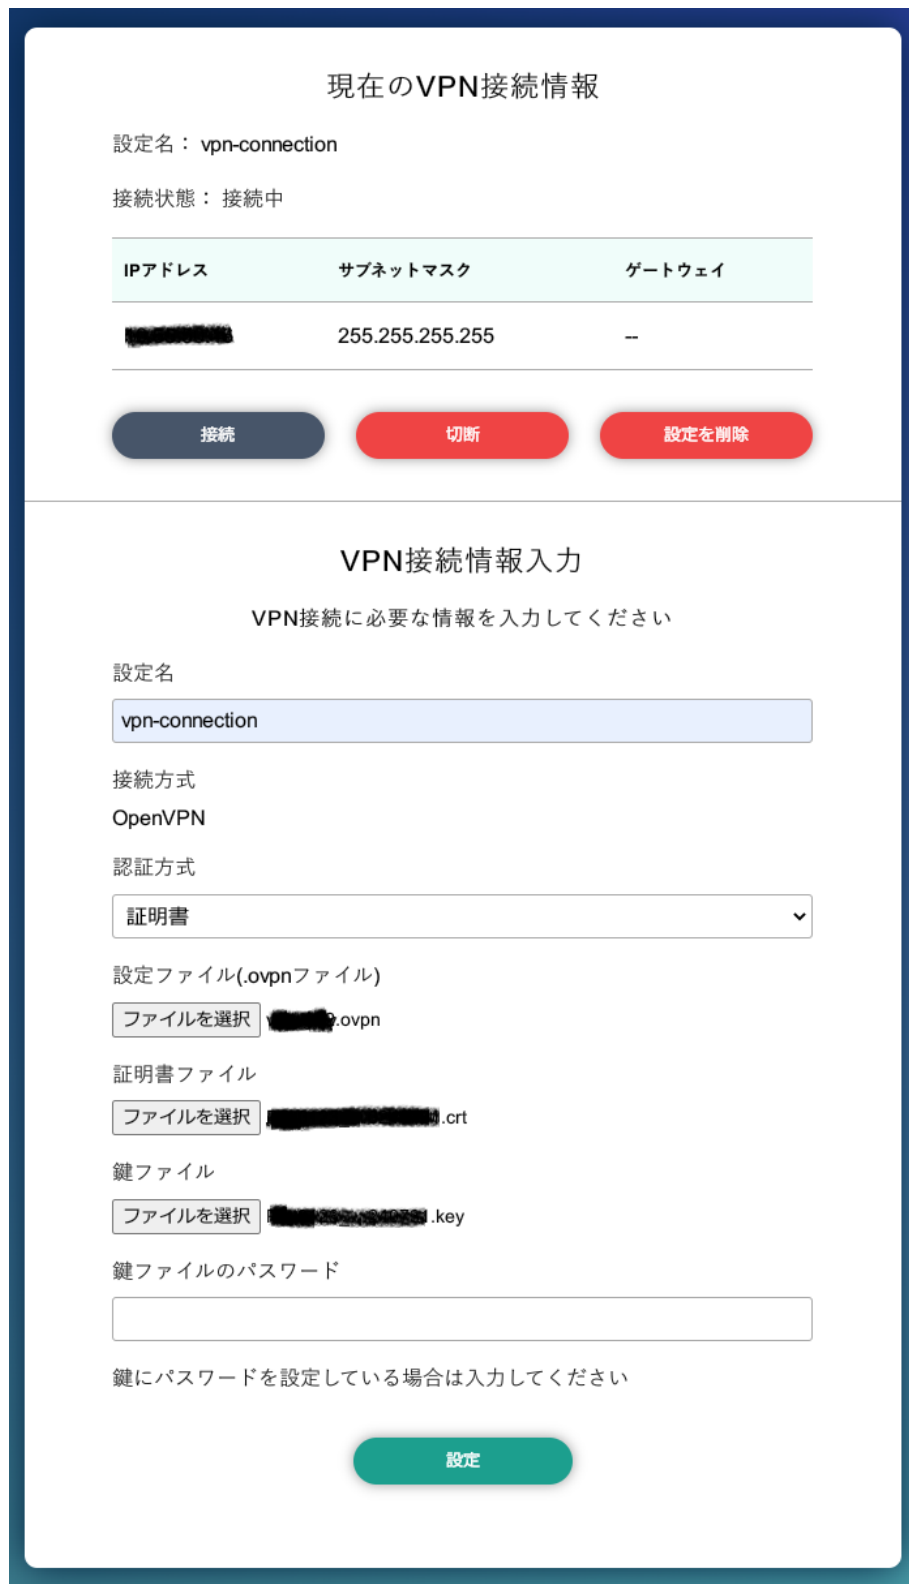 現在のVPN接続情報
設定名： vpn-connection
接続状態： 接続中
IPアドレス サブネットマスク ゲートウェイ
255.255.255.255 --
接続 切断 設定を削除
VPN接続情報入力
VPN接続に必要な情報を入力してください
設定名
vpn-connection
接続方式
OpenVPN
認証方式
証明書
設定ファイル(.ovpnファイル)
ファイルを選択 .ovpn
証明書ファイル
ファイルを選択 .crt
鍵ファイル
ファイルを選択 .key
鍵ファイルのパスワード
鍵にパスワードを設定している場合は入力してください
設定